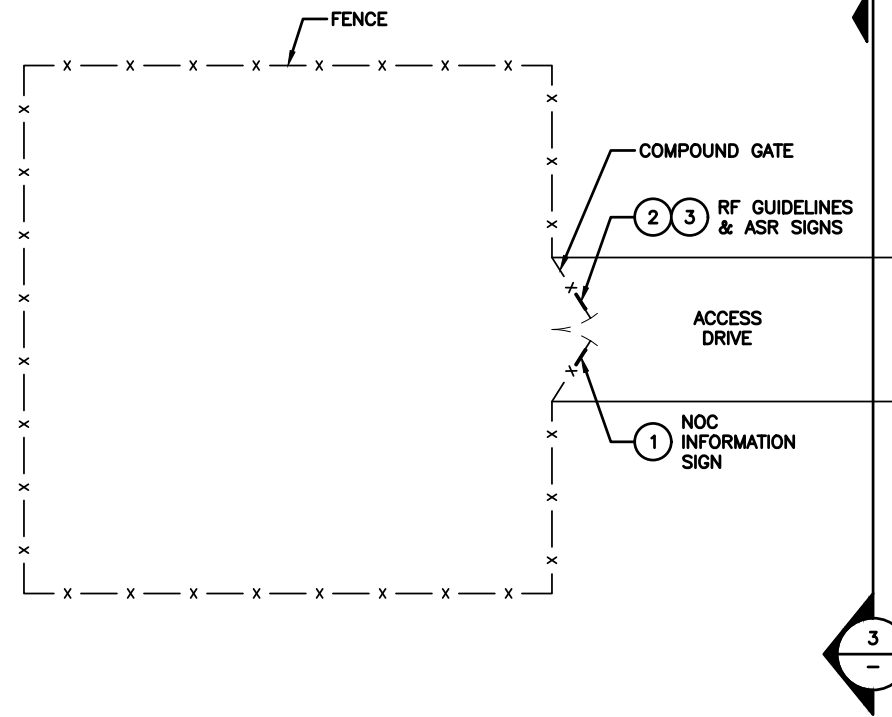 FENCE
COMPOUND GATE
2 3 RF GUIDELINES
& ASR SIGNS
ACCESS
DRIVE
1 NOC
INFORMATION
SIGN
3
–